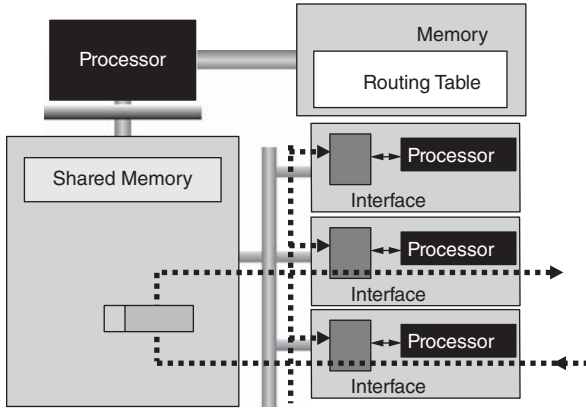 Processor
Memory
Routing Table
Shared Memory
Processor
Interface
Processor
Interface
Processor
Interface